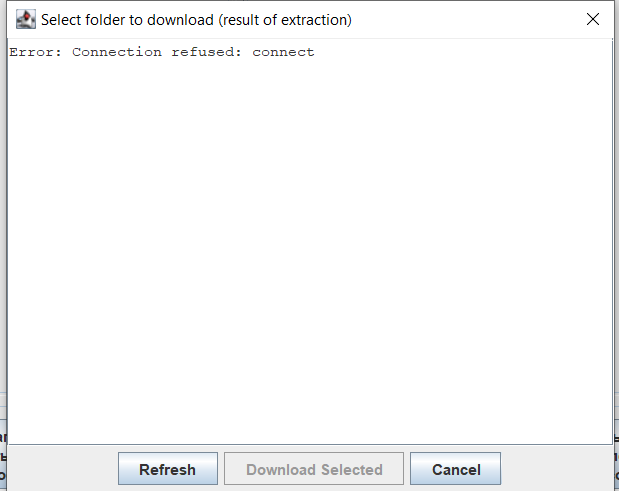 Select folder to download (result of extraction)
Error: Connection refused: connect
Refresh
Download Selected
Cancel